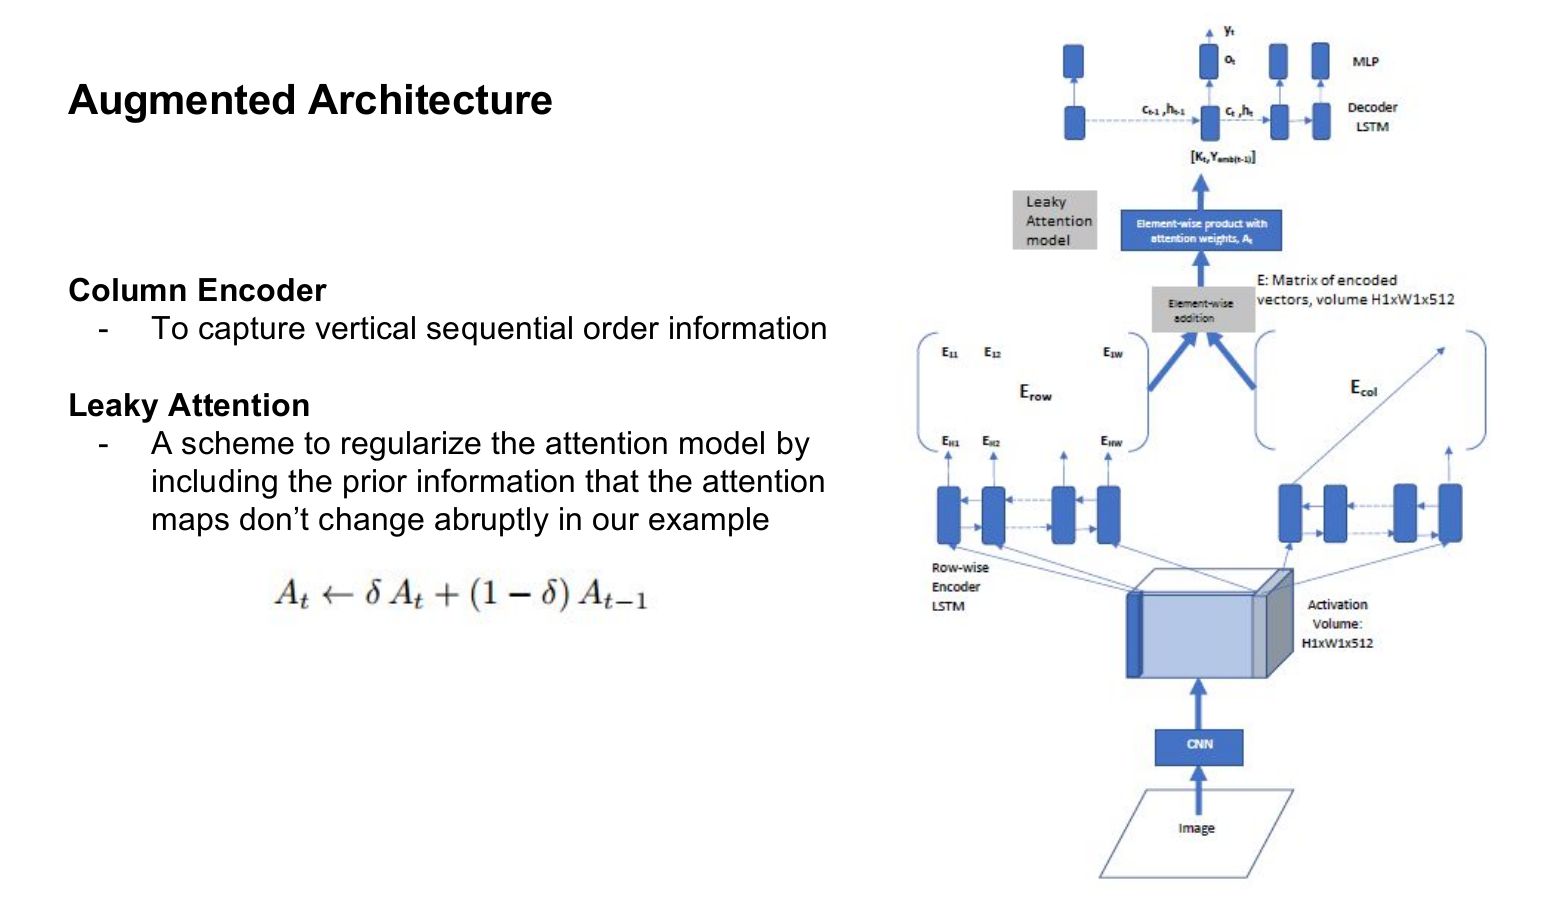 Augmented Architecture
Column Encoder
- To capture vertical sequential order information
Leaky Attention
- A scheme to regularize the attention model by
including the prior information that the attention
maps don't change abruptly in our example
A_t ← δ A_t + (1 − δ) A_{t−1}
y_t
o_t
MLP
c_{t-1} ,h_{t-1}
c_t ,h_t
Decoder
LSTM
[K_t,Y_{emb(t-1)}]
Leaky
Attention
model
Element-wise product with
attention weights, A_t
E: Matrix of encoded
vectors, volume H1xW1x512
Element-wise
addition
E_{11} E_{12} E_{1W}
E_{row}
E_{H1} E_{H2} E_{HW}
E_{col}
Row-wise
Encoder
LSTM
Activation
Volume:
H1xW1x512
CNN
Image